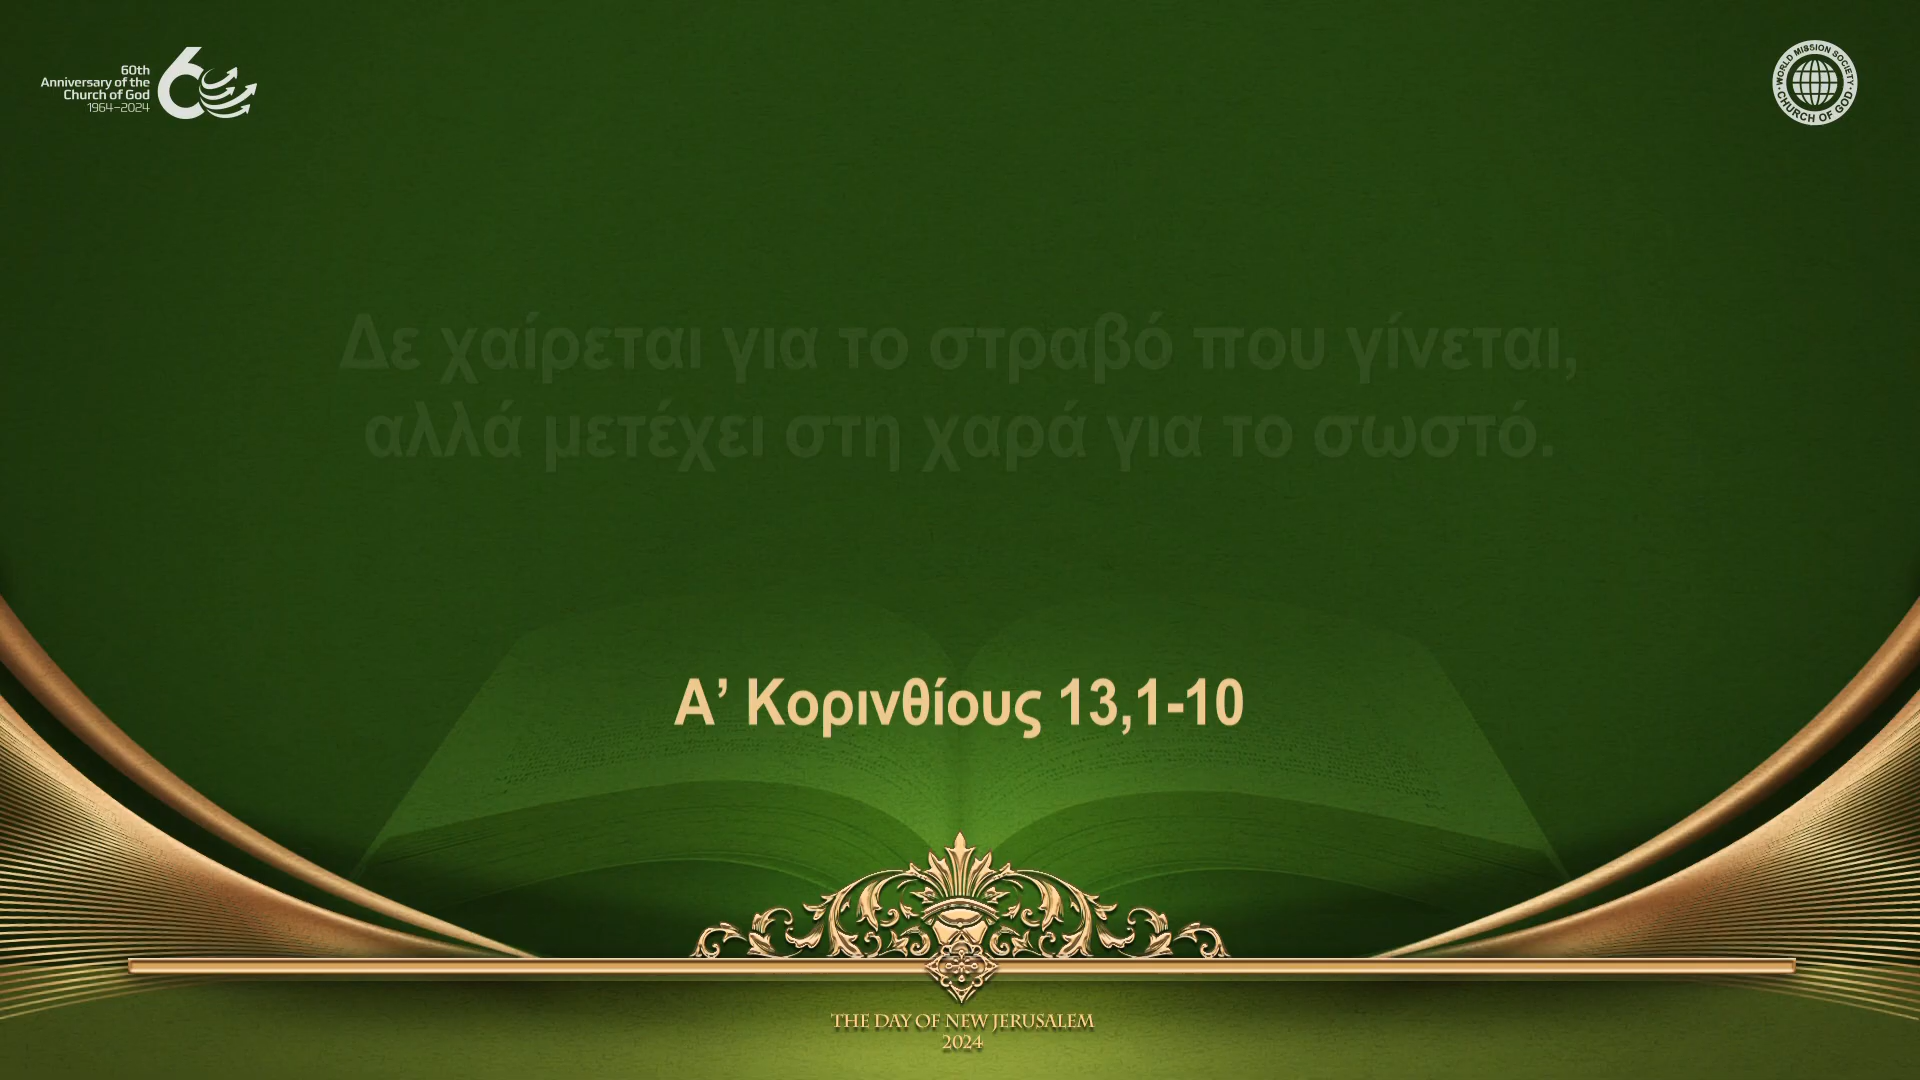 60th
Anniversary of the
Church of God
1964–2024
WORLD MISSION SOCIETY
CHURCH OF GOD
Δε χαίρεται για το στραβό που γίνεται,
αλλά μετέχει στη χαρά για το σωστό.
Α’ Κορινθίους 13,1-10
THE DAY OF NEW JERUSALEM
2024